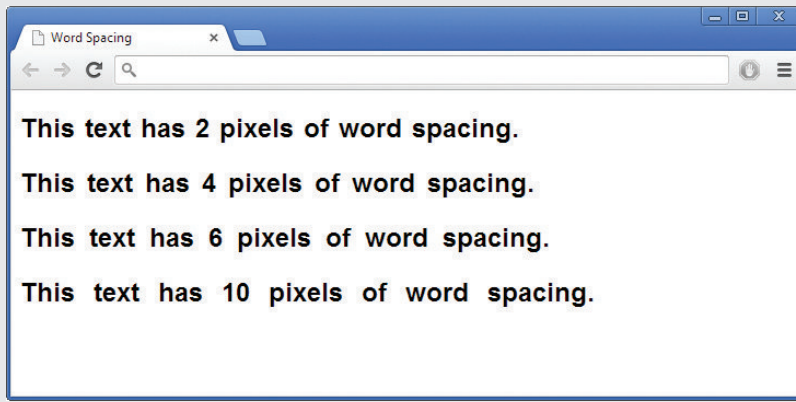 Word Spacing
This text has 2 pixels of word spacing.
This text has 4 pixels of word spacing.
This text has 6 pixels of word spacing.
This text has 10 pixels of word spacing.